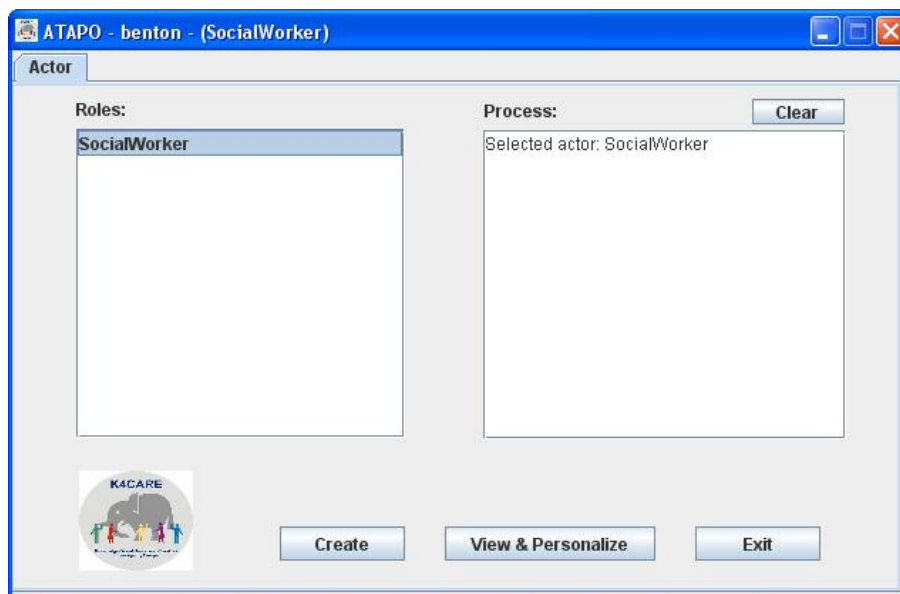 ATAPO - benton - (SocialWorker)
Actor
Roles:
Process:
Clear
SocialWorker
Selected actor: SocialWorker
K4CARE
Create
View & Personalize
Exit